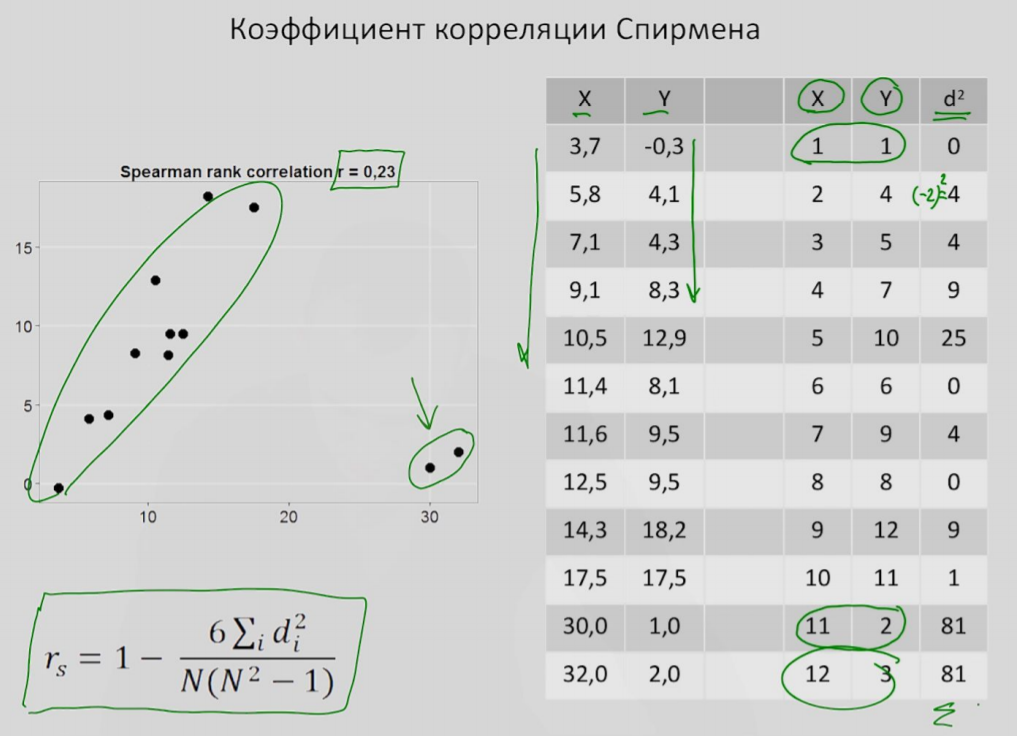 Коэффициент корреляции Спирмена
Spearman rank correlation r = 0,23
15
10
5
0
10 20 30
r_s = 1 − 6 ∑_i d_i^2 / N(N^2 − 1)
X Y X Y d²
3,7 -0,3 1 1 0
5,8 4,1 2 4 (-2)²= 4
7,1 4,3 3 5 4
9,1 8,3 4 7 9
10,5 12,9 5 10 25
11,4 8,1 6 6 0
11,6 9,5 7 9 4
12,5 9,5 8 8 0
14,3 18,2 9 12 9
17,5 17,5 10 11 1
30,0 1,0 11 2 81
32,0 2,0 12 3 81
Σ